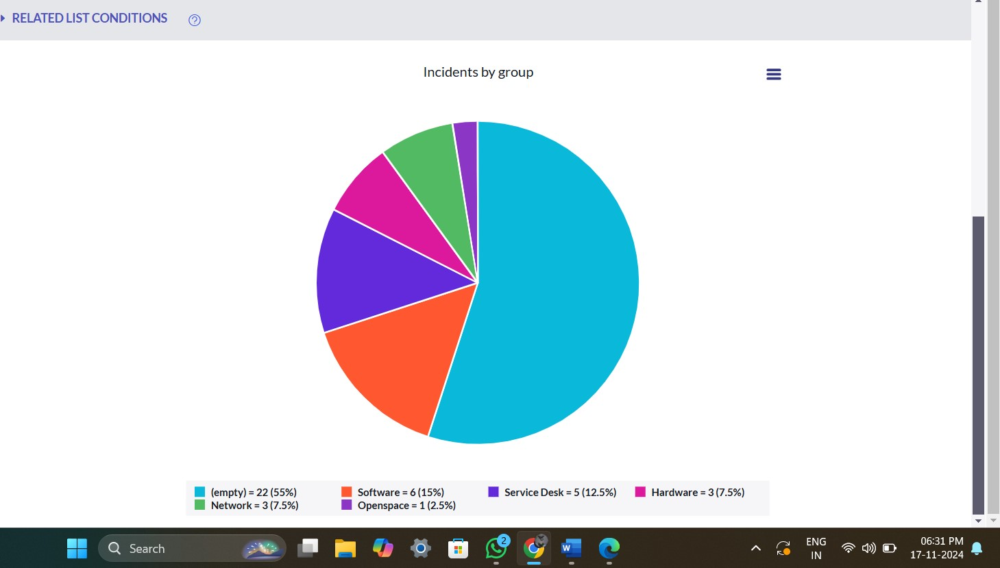 RELATED LIST CONDITIONS ?
Incidents by group
(empty) = 22 (55%) Software = 6 (15%) Service Desk = 5 (12.5%) Hardware = 3 (7.5%)
Network = 3 (7.5%) Openspace = 1 (2.5%)
Search
2
W
ENG
IN
06:31 PM
17-11-2024